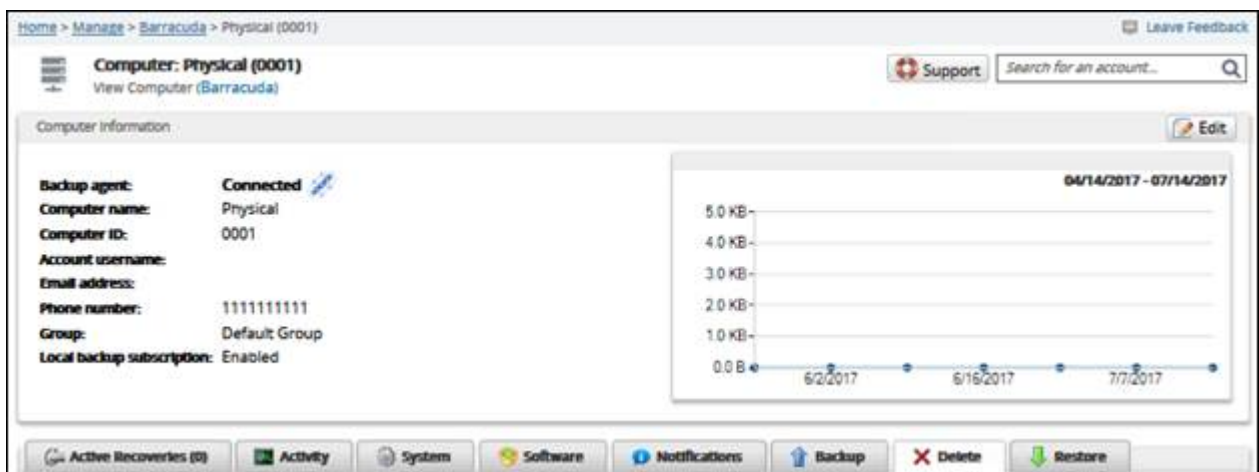 Home > Manage > Barracuda > Physical (0001)
Leave Feedback
Computer: Physical (0001)
View Computer (Barracuda)
Support
Search for an account...
Computer Information
Edit
Backup agent: Connected
Computer name: Physical
Computer ID: 0001
Account username:
Email address:
Phone number: 1111111111
Group: Default Group
Local backup subscription: Enabled
04/14/2017 - 07/14/2017
5.0 KB
4.0 KB
3.0 KB
2.0 KB
1.0 KB
0.0 B
6/2/2017 6/16/2017 7/7/2017
Active Recoveries (0) Activity System Software Notifications Backup Delete Restore